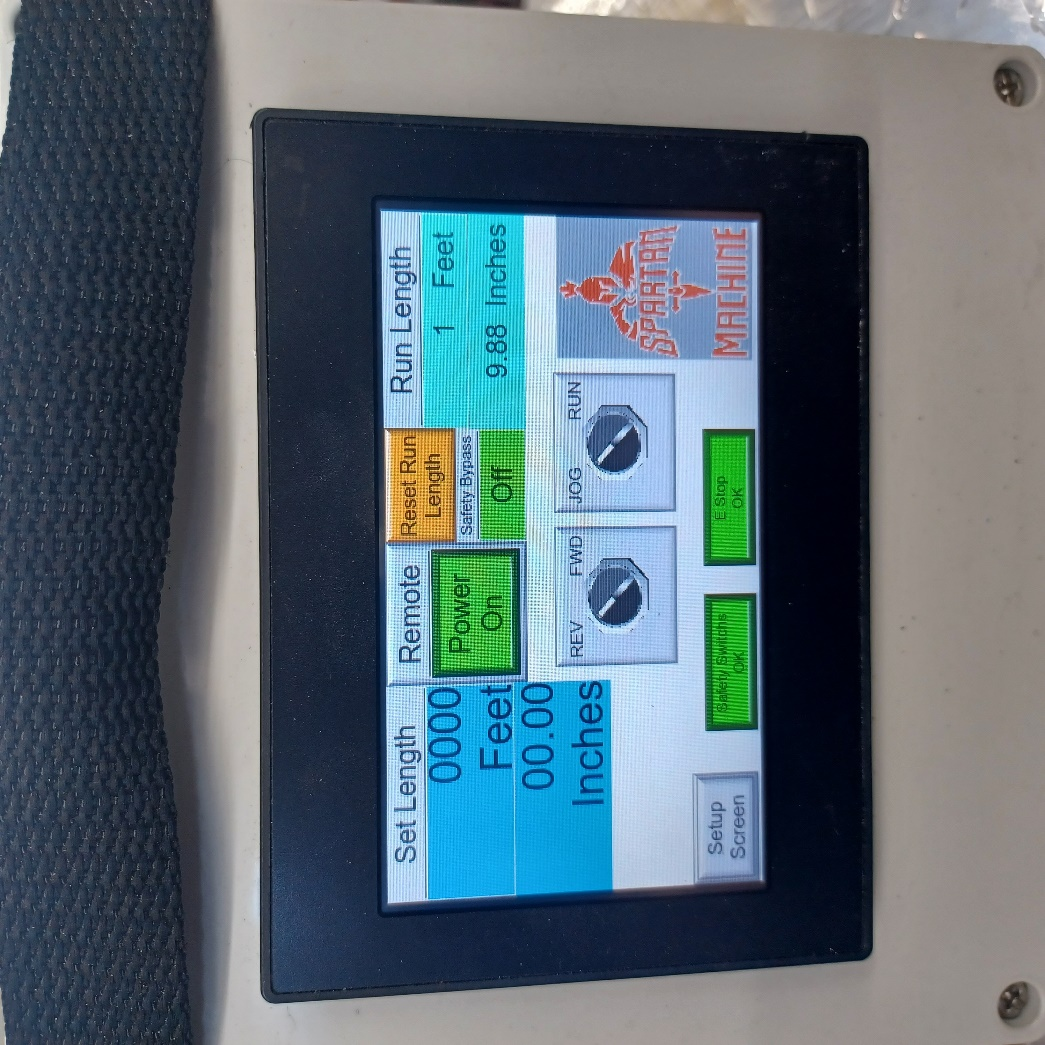 Set Length
0000
Feet
00.00
Inches
Remote
Power
On
Reset Run
Length
Safety Bypass
Off
Run Length
1 Feet
9.88 Inches
REV FWD
JOG RUN
SPARTAN
MACHINE
Setup
Screen
Safety Switches
OK
E Stop
OK